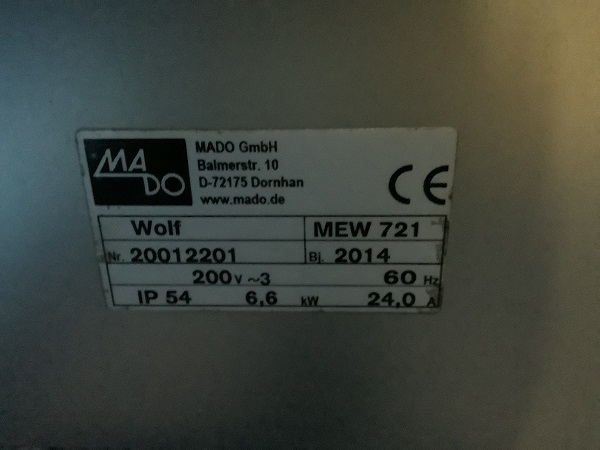 MADO
MADO GmbH
Balmerstr. 10
D-72175 Dornhan
www.mado.de
CE
Wolf MEW 721
Nr. 20012201 Bj. 2014
200 V ~3 60 Hz
IP 54 6,6 kW 24,0 A